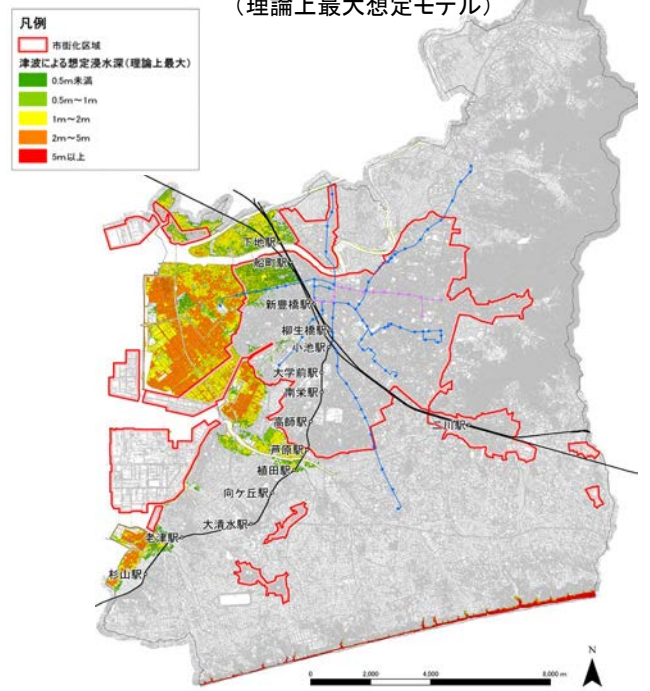 (理論上最大想定モデル)
凡例
市街化区域
津波による想定浸水深(理論上最大)
0.5m未満
0.5m~1m
1m~2m
2m~5m
5m以上
下地駅
船町駅
新豊橋駅
柳生橋駅
小池駅
大学前駅
南栄駅
高師駅
二川駅
芦原駅
植田駅
向ケ丘駅
大清水駅
老津駅
杉山駅
N
0 2,000 4,000 8,000 m